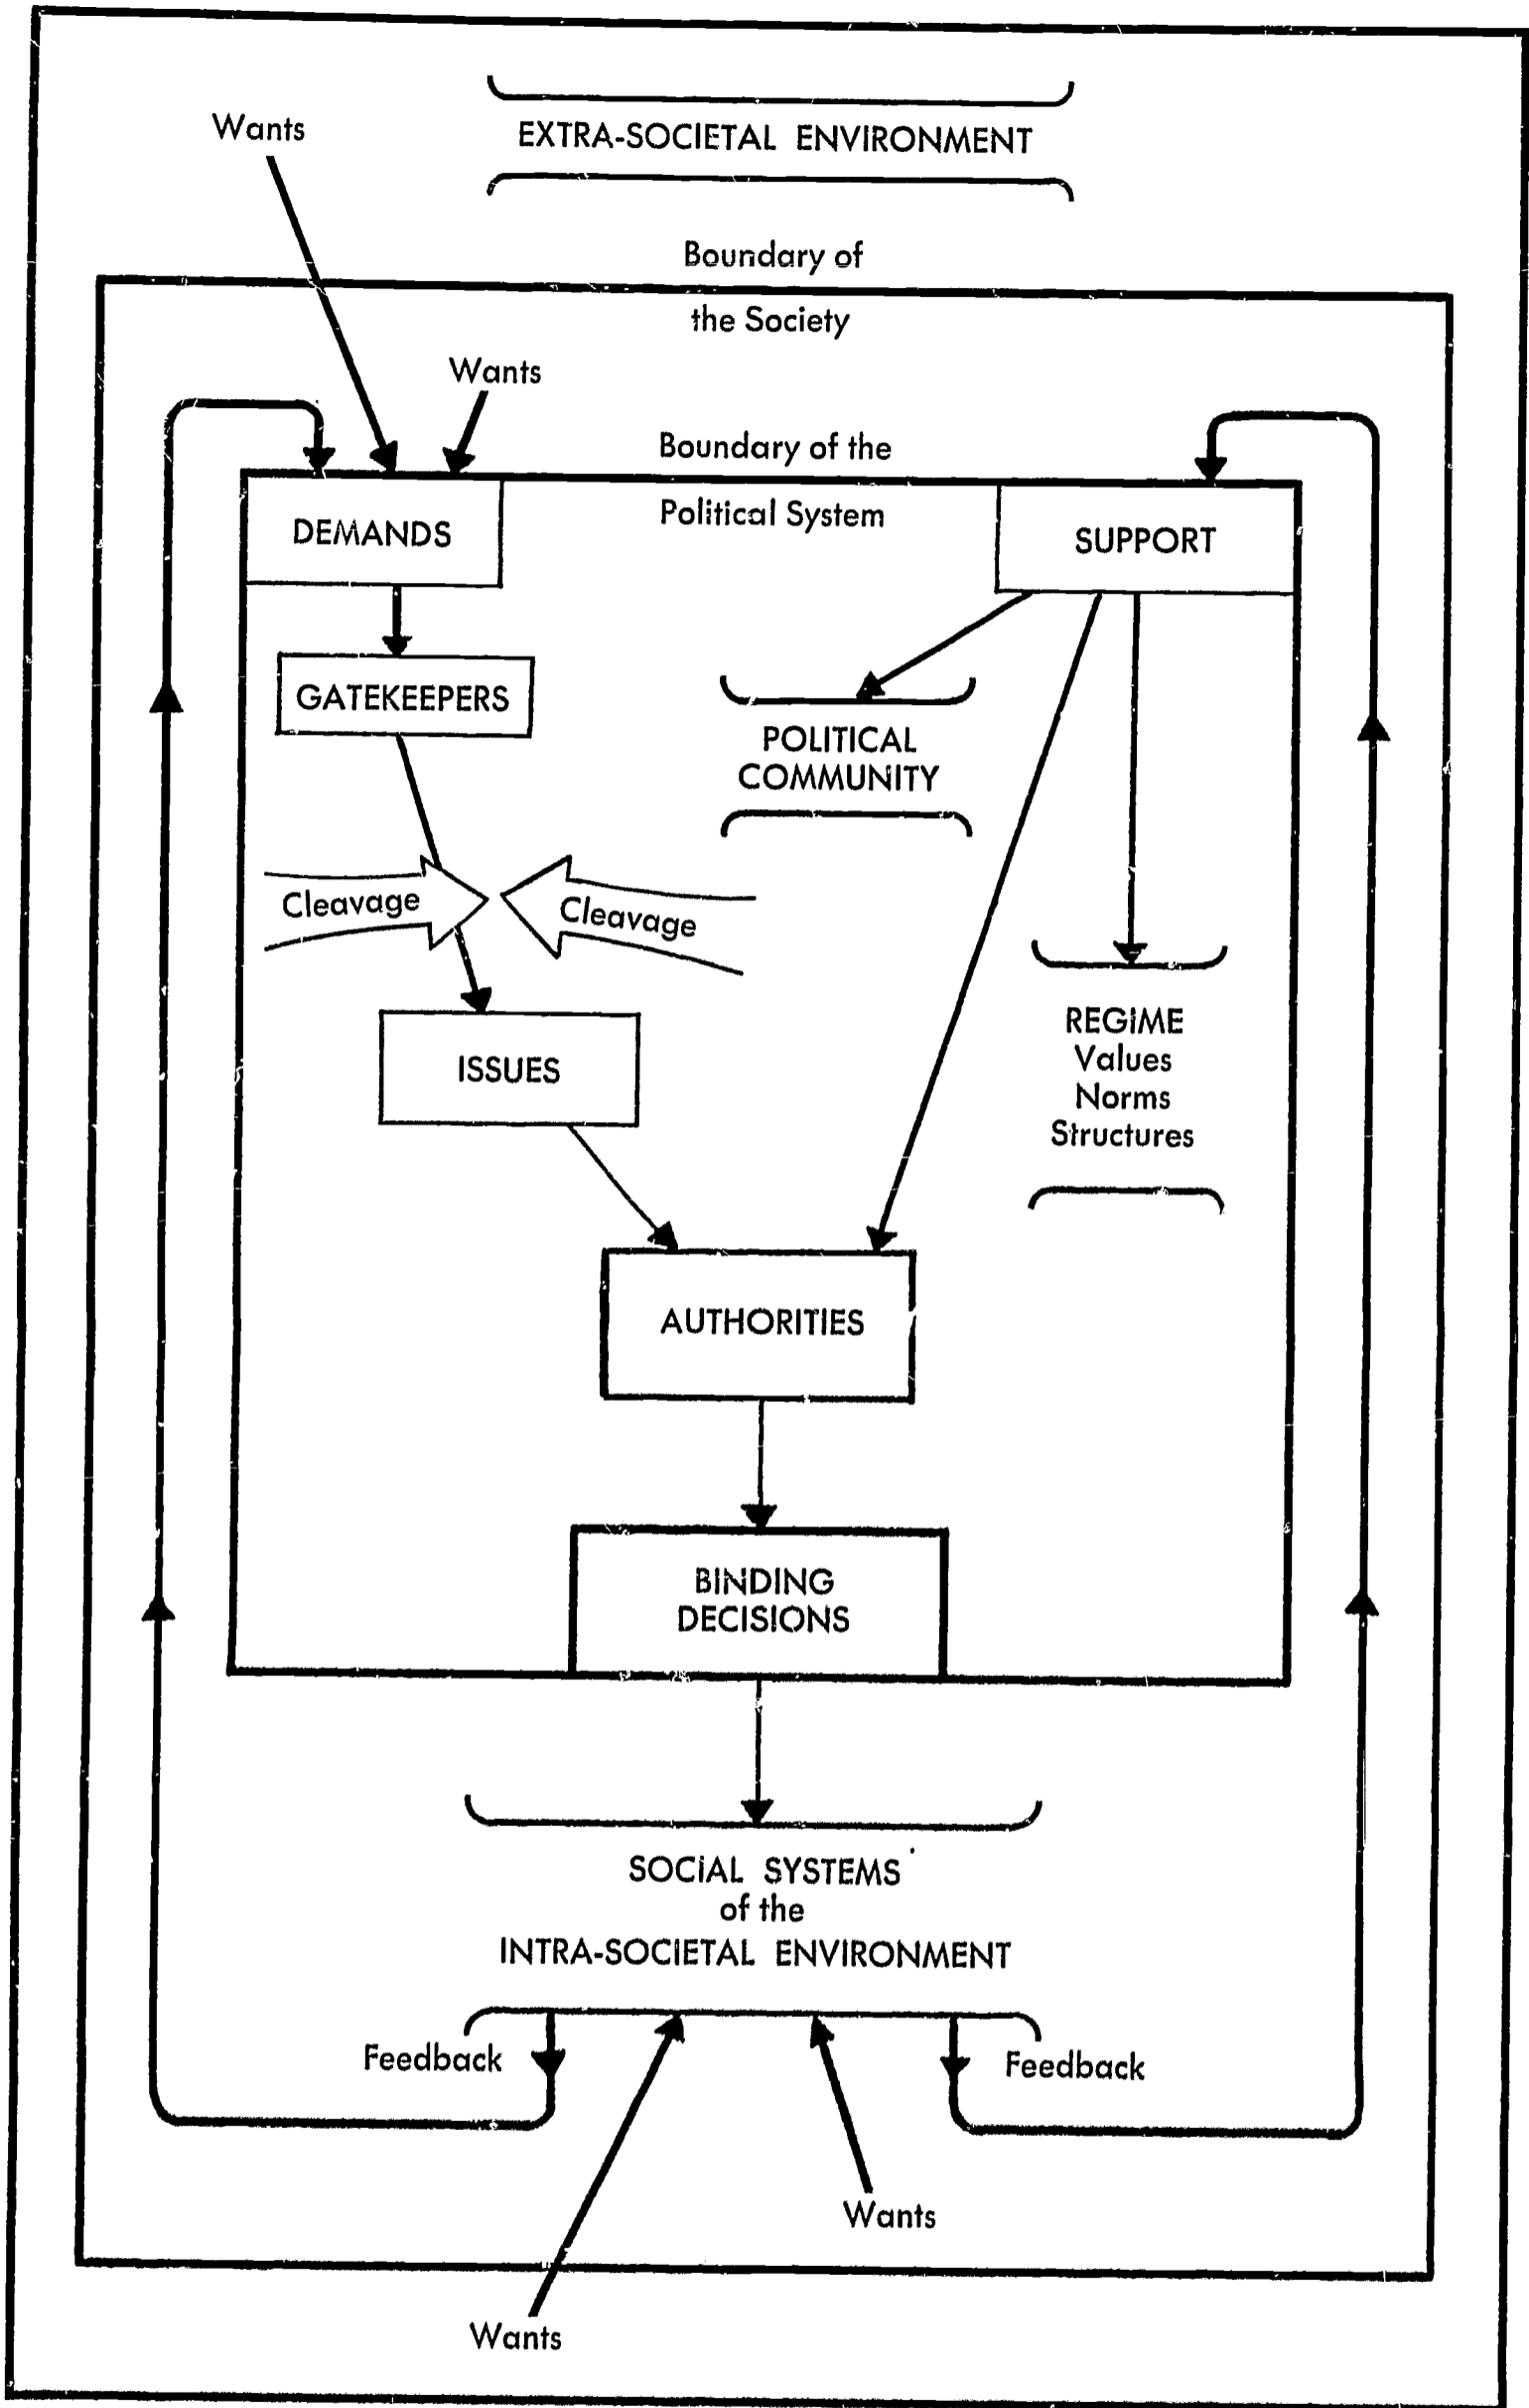 Wants
EXTRA-SOCIETAL ENVIRONMENT
Boundary of
the Society
Wants
Boundary of the
Political System
DEMANDS
SUPPORT
GATEKEEPERS
POLITICAL
COMMUNITY
Cleavage
Cleavage
REGIME
Values
Norms
Structures
ISSUES
AUTHORITIES
BINDING
DECISIONS
SOCIAL SYSTEMS
of the
INTRA-SOCIETAL ENVIRONMENT
Feedback
Feedback
Wants
Wants